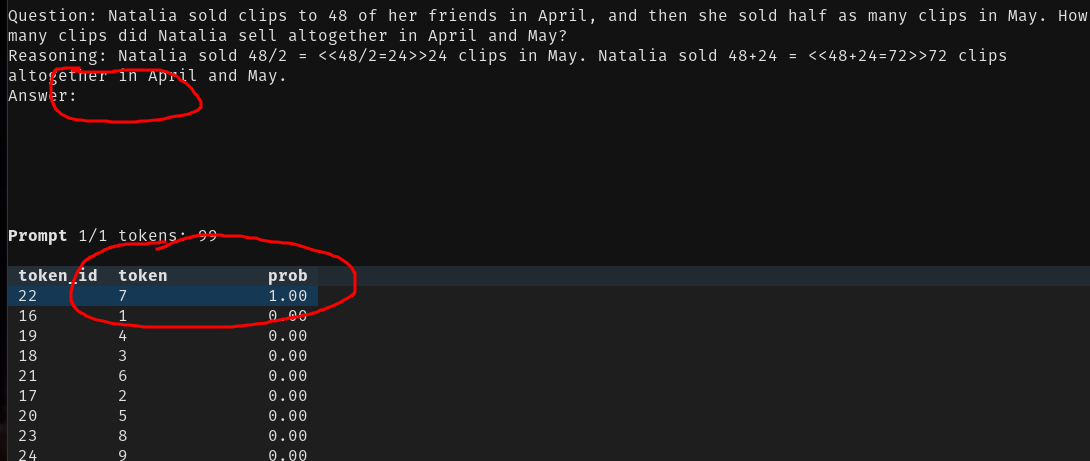 Question: Natalia sold clips to 48 of her friends in April, and then she sold half as many clips in May. How
many clips did Natalia sell altogether in April and May?
Reasoning: Natalia sold 48/2 = <<48/2=24>>24 clips in May. Natalia sold 48+24 = <<48+24=72>>72 clips
altogether in April and May.
Answer:
Prompt 1/1 tokens: 99
token_id token prob
22 7 1.00
16 1 0.00
19 4 0.00
18 3 0.00
21 6 0.00
17 2 0.00
20 5 0.00
23 8 0.00
24 9 0.00